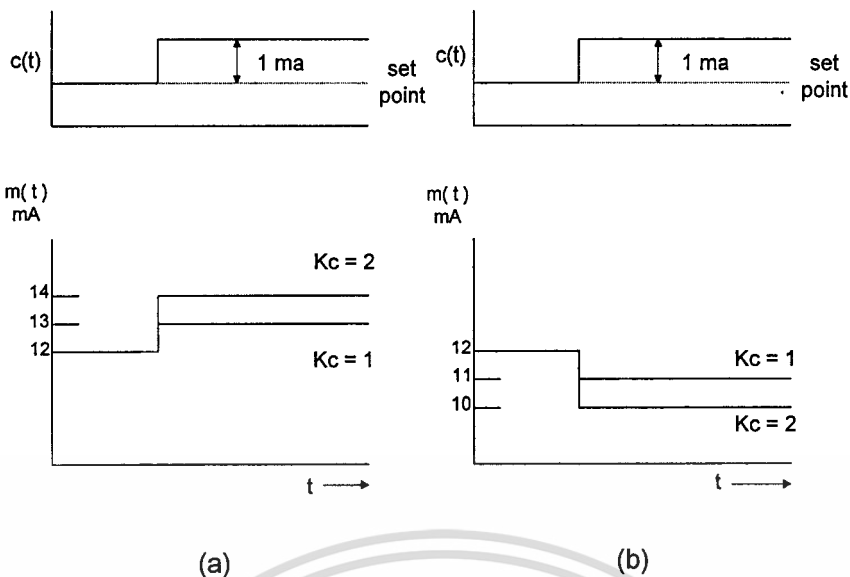 c(t)
1 ma
set
point
c(t)
1 ma
set
point
m( t )
mA
Kc = 2
14
13
12
Kc = 1
t
(a)
m(t)
mA
12
Kc = 1
11
10
Kc = 2
t
(b)